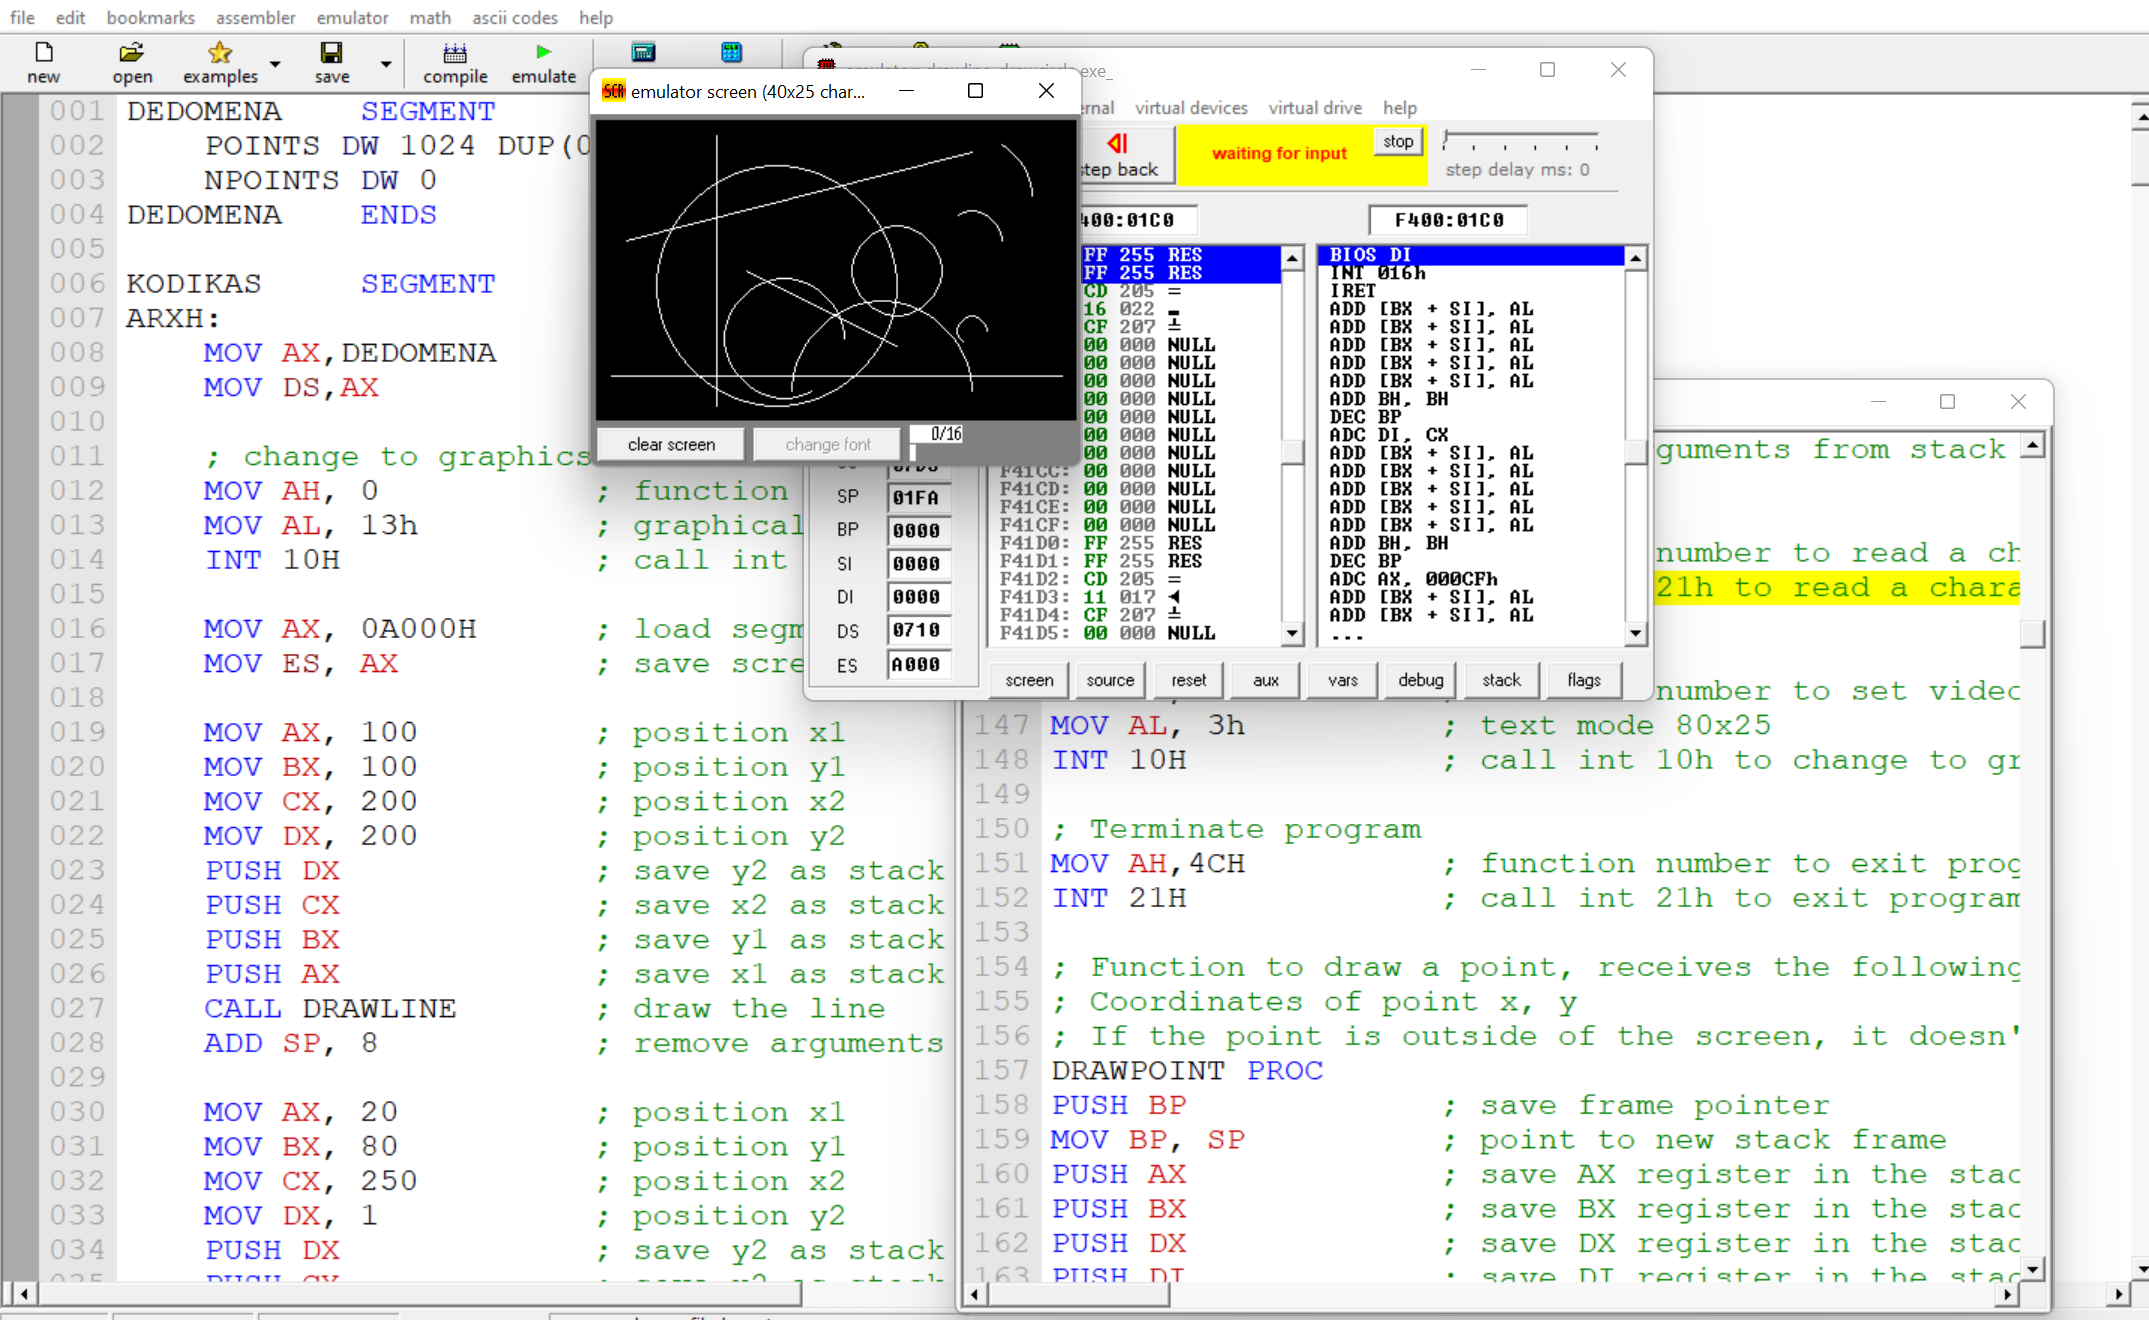 file edit bookmarks assembler emulator math ascii codes help
new open examples save compile emulate
001 DEDOMENA SEGMENT
002 POINTS DW 1024 DUP(0
003 NPOINTS DW 0
004 DEDOMENA ENDS
005
006 KODIKAS SEGMENT
007 ARXH:
008 MOV AX,DEDOMENA
009 MOV DS,AX
010
011 ; change to graphics
012 MOV AH, 0 ; function
013 MOV AL, 13h ; graphical
014 INT 10H ; call int
015
016 MOV AX, 0A000H ; load segm
017 MOV ES, AX ; save scre
018
019 MOV AX, 100 ; position x1
020 MOV BX, 100 ; position y1
021 MOV CX, 200 ; position x2
022 MOV DX, 200 ; position y2
023 PUSH DX ; save y2 as stack
024 PUSH CX ; save x2 as stack
025 PUSH BX ; save y1 as stack
026 PUSH AX ; save x1 as stack
027 CALL DRAWLINE ; draw the line
028 ADD SP, 8 ; remove arguments
029
030 MOV AX, 20 ; position x1
031 MOV BX, 80 ; position y1
032 MOV CX, 250 ; position x2
033 MOV DX, 1 ; position y2
034 PUSH DX ; save y2 as stack
SCR emulator screen (40x25 char...
clear screen
change font
0/16
exe_
virtual devices virtual drive help
waiting for input
stop
step delay ms: 0
F400:01C0
SP 01FA
BP 0000
SI 0000
DI 0000
DS 0710
ES A000
FF 255 RES
FF 255 RES
CD 205 =
16 022 ▬
CF 207 ╧
00 000 NULL
00 000 NULL
00 000 NULL
00 000 NULL
00 000 NULL
00 000 NULL
00 000 NULL
F41CC: 00 000 NULL
F41CD: 00 000 NULL
F41CE: 00 000 NULL
F41CF: 00 000 NULL
F41D0: FF 255 RES
F41D1: FF 255 RES
F41D2: CD 205 =
F41D3: 11 017 ◄
F41D4: CF 207 ╧
F41D5: 00 000 NULL
BIOS DI
INT 016h
IRET
ADD [BX + SI], AL
ADD [BX + SI], AL
ADD [BX + SI], AL
ADD [BX + SI], AL
ADD [BX + SI], AL
ADD BH, BH
DEC BP
ADC DI, CX
ADD [BX + SI], AL
ADD [BX + SI], AL
ADD [BX + SI], AL
ADD [BX + SI], AL
ADD [BX + SI], AL
ADD BH, BH
DEC BP
ADC AX, 000CFh
ADD [BX + SI], AL
ADD [BX + SI], AL
...
screen source reset aux vars debug stack flags
guments from stack
number to read a ch
21h to read a chara
number to set video
147 MOV AL, 3h ; text mode 80x25
148 INT 10H ; call int 10h to change to gr
149
150 ; Terminate program
151 MOV AH,4CH ; function number to exit prog
152 INT 21H ; call int 21h to exit program
153
154 ; Function to draw a point, receives the following
155 ; Coordinates of point x, y
156 ; If the point is outside of the screen, it doesn'
157 DRAWPOINT PROC
158 PUSH BP ; save frame pointer
159 MOV BP, SP ; point to new stack frame
160 PUSH AX ; save AX register in the stac
161 PUSH BX ; save BX register in the stac
162 PUSH DX ; save DX register in the stac
163 PUSH DI ; save DI register in the stac